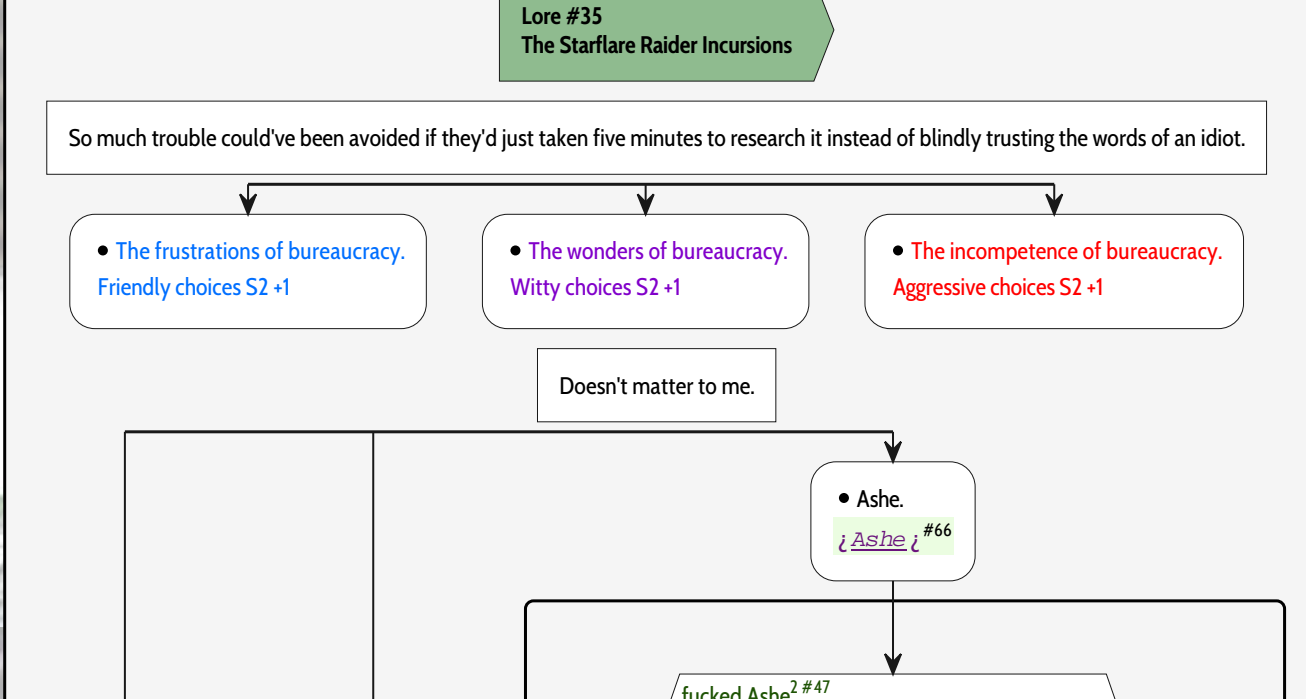 Lore #35
The Starflare Raider Incursions
So much trouble could've been avoided if they'd just taken five minutes to research it instead of blindly trusting the words of an idiot.
• The frustrations of bureaucracy.
Friendly choices S2 +1
• The wonders of bureaucracy.
Witty choices S2 +1
• The incompetence of bureaucracy.
Aggressive choices S2 +1
Doesn't matter to me.
• Ashe.
¿Ashe¿ #66
fucked Ashe 2 #47